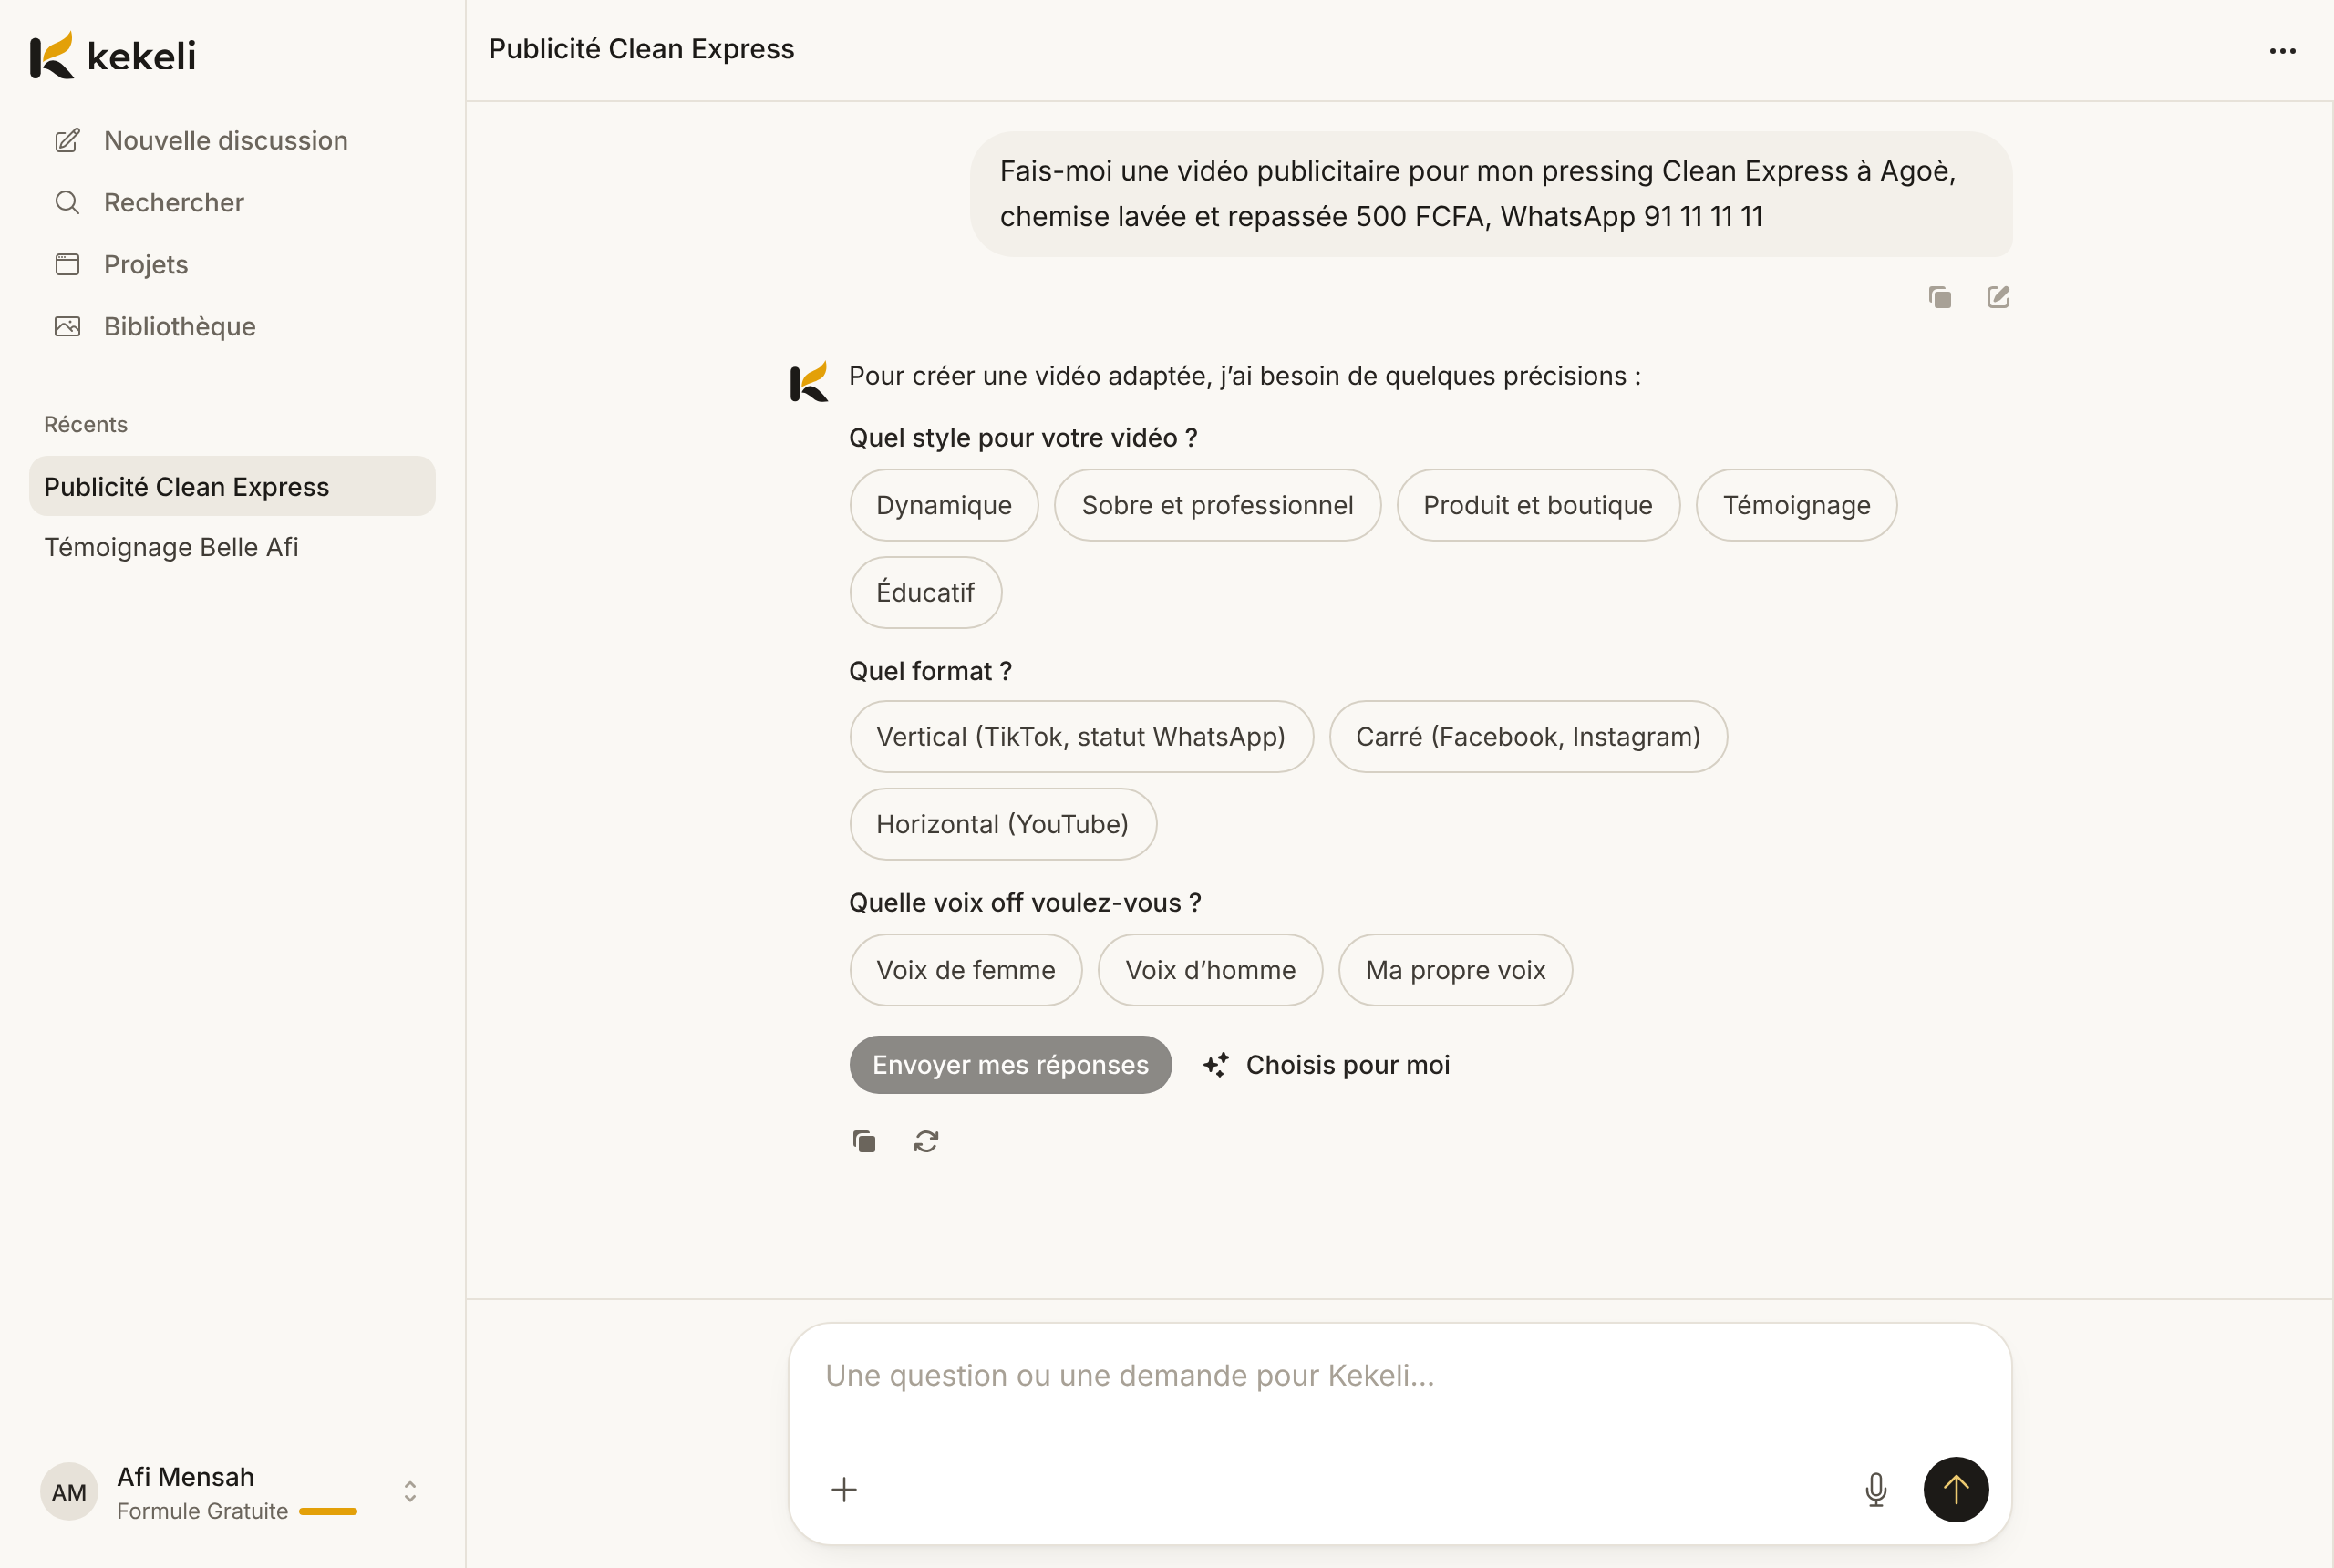 kekeli
Nouvelle discussion
Rechercher
Projets
Bibliothèque
Récents
Publicité Clean Express
Témoignage Belle Afi
AM
Afi Mensah
Formule Gratuite
Publicité Clean Express
Fais-moi une vidéo publicitaire pour mon pressing Clean Express à Agoè,
chemise lavée et repassée 500 FCFA, WhatsApp 91 11 11 11
Pour créer une vidéo adaptée, j’ai besoin de quelques précisions :
Quel style pour votre vidéo ?
Dynamique Sobre et professionnel Produit et boutique Témoignage
Éducatif
Quel format ?
Vertical (TikTok, statut WhatsApp) Carré (Facebook, Instagram)
Horizontal (YouTube)
Quelle voix off voulez-vous ?
Voix de femme Voix d’homme Ma propre voix
Envoyer mes réponses Choisis pour moi
Une question ou une demande pour Kekeli...